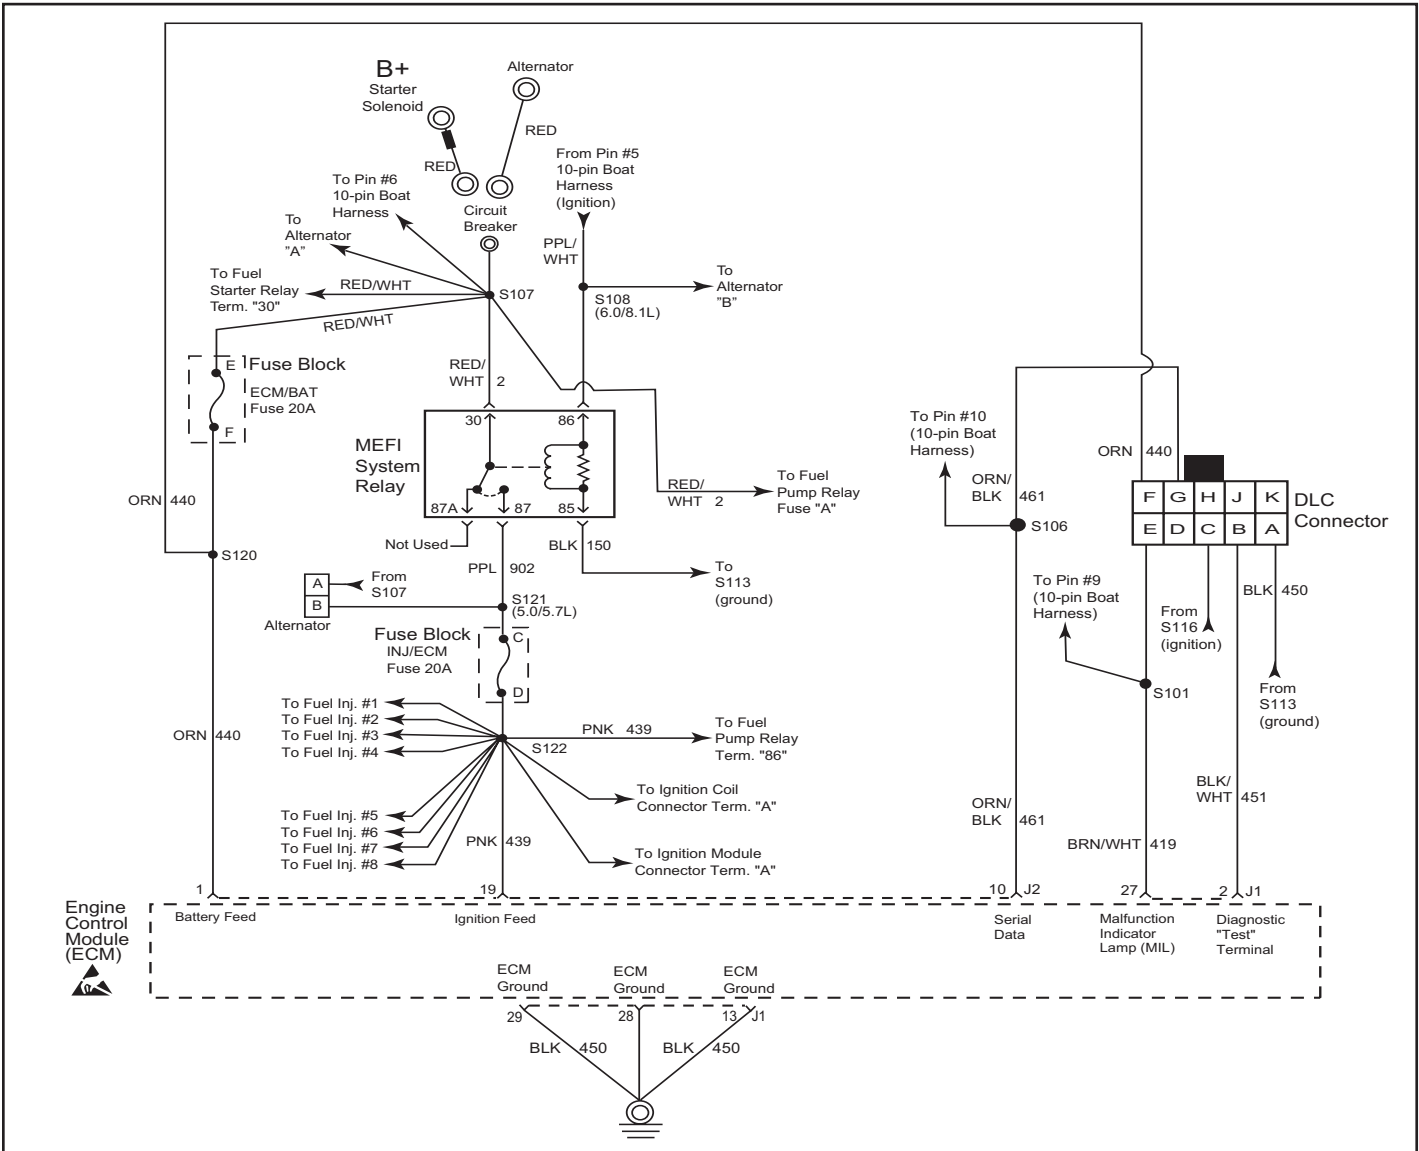 B+
Starter
Solenoid
Alternator
RED
RED
From Pin #5
10-pin Boat
Harness
(Ignition)
To Pin #6
10-pin Boat
Harness
Circuit
Breaker
To
Alternator
"A"
PPL/
WHT
To Fuel
Starter Relay
Term. "30"
RED/WHT
S107
S108
(6.0/8.1L)
To
Alternator
"B"
RED/WHT
E
Fuse Block
ECM/BAT
Fuse 20A
F
RED/
WHT 2
30
86
MEFI
System
Relay
87A
87
85
RED/
WHT 2
To Fuel
Pump Relay
Fuse "A"
To Pin #10
(10-pin Boat
Harness)
ORN 440
ORN/
BLK 461
S106
F G H J K
E D C B A
DLC
Connector
ORN 440
S120
Not Used
BLK 150
To
S113
(ground)
PPL 902
A
From
S107
B
Alternator
S121
(5.0/5.7L)
Fuse Block
INJ/ECM
Fuse 20A
C
D
To Pin #9
(10-pin Boat
Harness)
From
S116
(ignition)
BLK 450
S101
From
S113
(ground)
To Fuel Inj. #1
To Fuel Inj. #2
To Fuel Inj. #3
To Fuel Inj. #4
PNK 439
S122
To Fuel
Pump Relay
Term. "86"
ORN 440
To Ignition Coil
Connector Term. "A"
To Fuel Inj. #5
To Fuel Inj. #6
To Fuel Inj. #7
To Fuel Inj. #8
PNK 439
To Ignition Module
Connector Term. "A"
ORN/
BLK 461
BLK/
WHT 451
BRN/WHT 419
1
19
10 J2
27
2 J1
Engine
Control
Module
(ECM)
Battery Feed
Ignition Feed
Serial
Data
Malfunction
Indicator
Lamp (MIL)
Diagnostic
"Test"
Terminal
ECM
Ground
ECM
Ground
ECM
Ground
29
28
13 J1
BLK 450
BLK 450